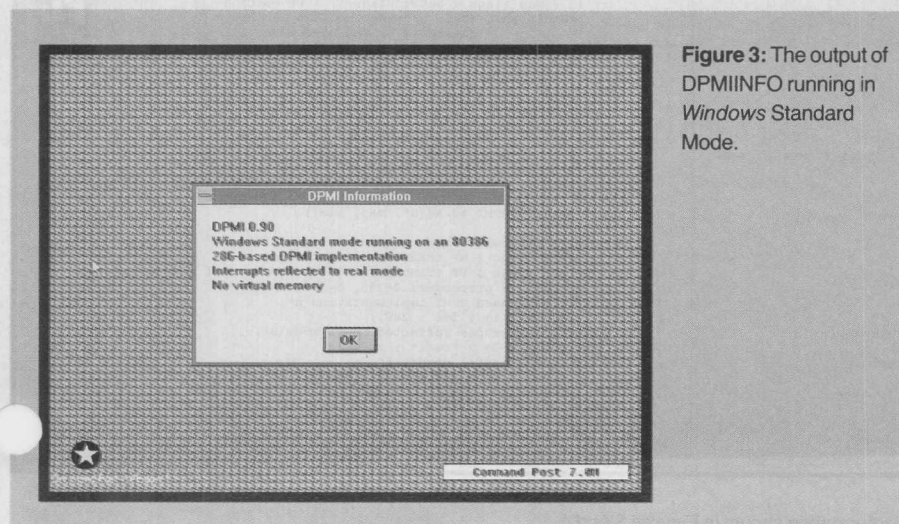 Figure 3: The output of
DPMIINFO running in
Windows Standard
Mode.
DPMI Information
DPMI 0.90
Windows Standard mode running on an 80386
286-based DPMI implementation
Interrupts reflected to real mode
No virtual memory
OK
Command Post 7.0M